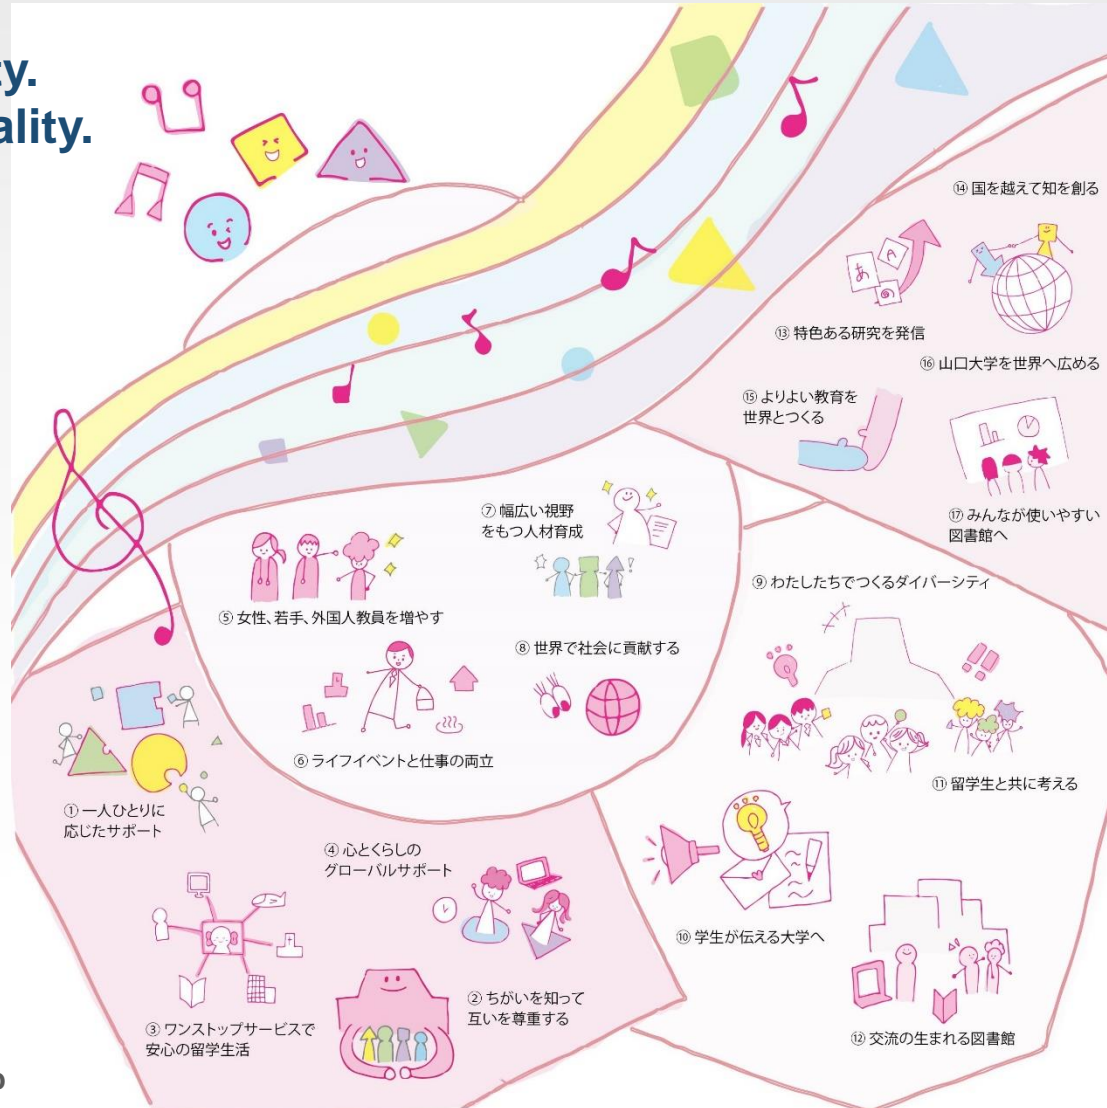 ty.
ality.
⑭ 国を越えて知を創る
A
あ
の
⑬ 特色ある研究を発信
⑯ 山口大学を世界へ広める
⑮ よりよい教育を
世界とつくる
⑰ みんなが使いやすい
図書館へ
⑦ 幅広い視野
をもつ人材育成
⑤ 女性、若手、外国人教員を増やす
⑧ 世界で社会に貢献する
⑥ ライフイベントと仕事の両立
⑨ わたしたちでつくるダイバーシティ
⑪ 留学生と共に考える
① 一人ひとりに
応じたサポート
④ 心とくらしの
グローバルサポート
⑩ 学生が伝える大学へ
② ちがいを知って
互いを尊重する
③ ワンストップサービスで
安心の留学生活
⑫ 交流の生まれる図書館